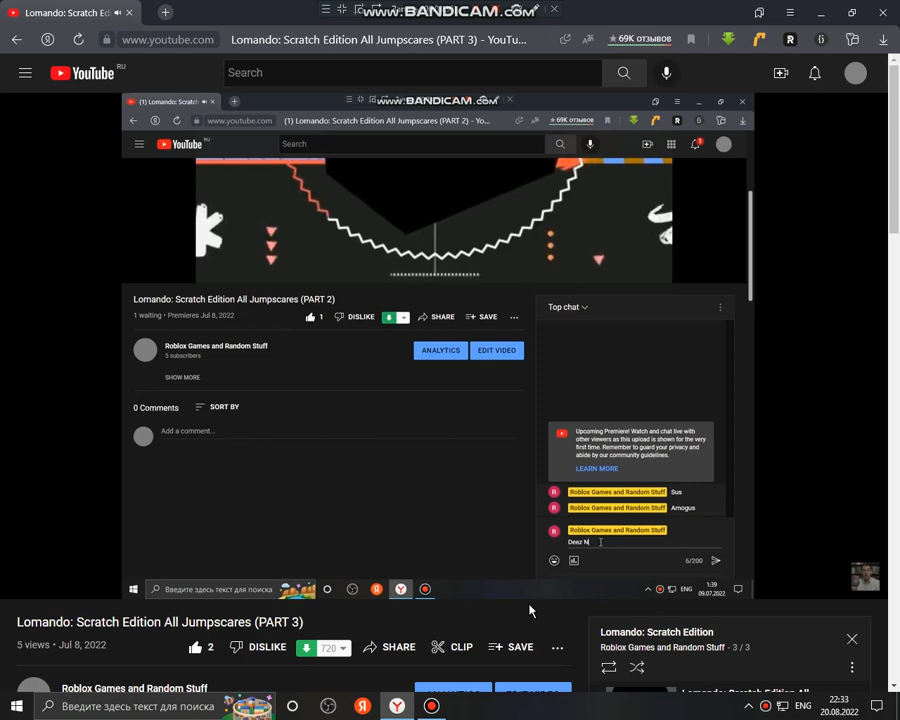 Lomando: Scratch Ed
www.BANDICAM.com
www.youtube.com
Lomando: Scratch Edition All Jumpscares (PART 3) - YouTu...
★ 69K отзывов
YouTube RU
Search
(1) Lomando: Scratch
www.BANDICAM.com
www.youtube.com
(1) Lomando: Scratch Edition All Jumpscares (PART 2) - Yo...
★ 69K отзывов
YouTube RU
Search
1
Lomando: Scratch Edition All Jumpscares (PART 2)
1 waiting • Premieres Jul 8, 2022
1
DISLIKE
SHARE
SAVE
Roblox Games and Random Stuff
5 subscribers
ANALYTICS
EDIT VIDEO
SHOW MORE
0 Comments
SORT BY
Add a comment...
Top chat
Upcoming Premiere! Watch and chat live with
other viewers as this upload is shown for the very
first time. Remember to guard your privacy and
abide by our community guidelines.
LEARN MORE
R Roblox Games and Random Stuff Sus
R Roblox Games and Random Stuff Amogus
R Roblox Games and Random Stuff
Deez N
6/200
Введите здесь текст для поиска
ENG
1:39
09.07.2022
Lomando: Scratch Edition All Jumpscares (PART 3)
5 views • Jul 8, 2022
2
DISLIKE
720
SHARE
CLIP
SAVE
Roblox Games and Random Stuff
ANALYTICS
EDIT VIDEO
Lomando: Scratch Edition
Roblox Games and Random Stuff - 3 / 3
Lomando: Scratch Edition All
Введите здесь текст для поиска
ENG
22:33
20.08.2022